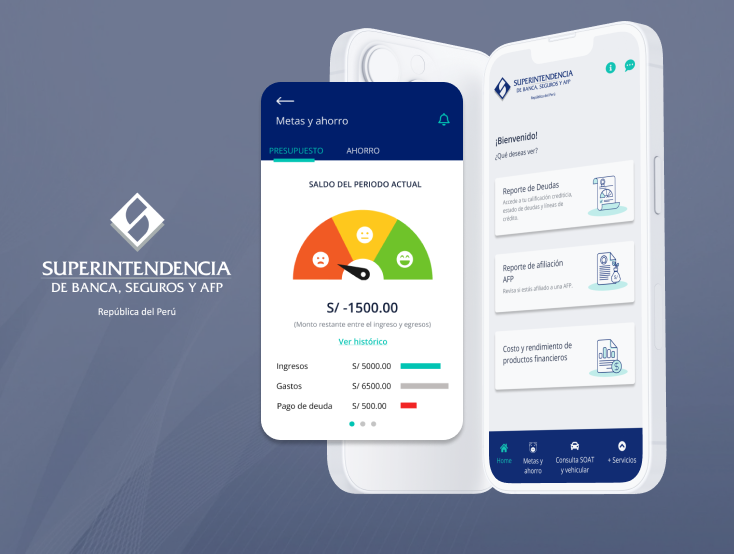 SUPERINTENDENCIA
DE BANCA, SEGUROS Y AFP
República del Perú
Metas y ahorro
PRESUPUESTO
AHORRO
SALDO DEL PERIODO ACTUAL
S/ -1500.00
(Monto restante entre el ingreso y egresos)
Ver histórico
Ingresos S/ 5000.00
Gastos S/ 6500.00
Pago de deuda S/ 500.00
SUPERINTENDENCIA
DE BANCA, SEGUROS Y AFP
República del Perú
¡Bienvenido!
¿Qué deseas ver?
Reporte de Deudas
Accede a tu calificación crediticia,
estado de deudas y líneas de
crédito.
Reporte de afiliación
AFP
Revisa si estás afiliado a una AFP.
Costo y rendimiento de
productos financieros
Home
Metas y
ahorro
Consulta SOAT
y vehicular
+ Servicios